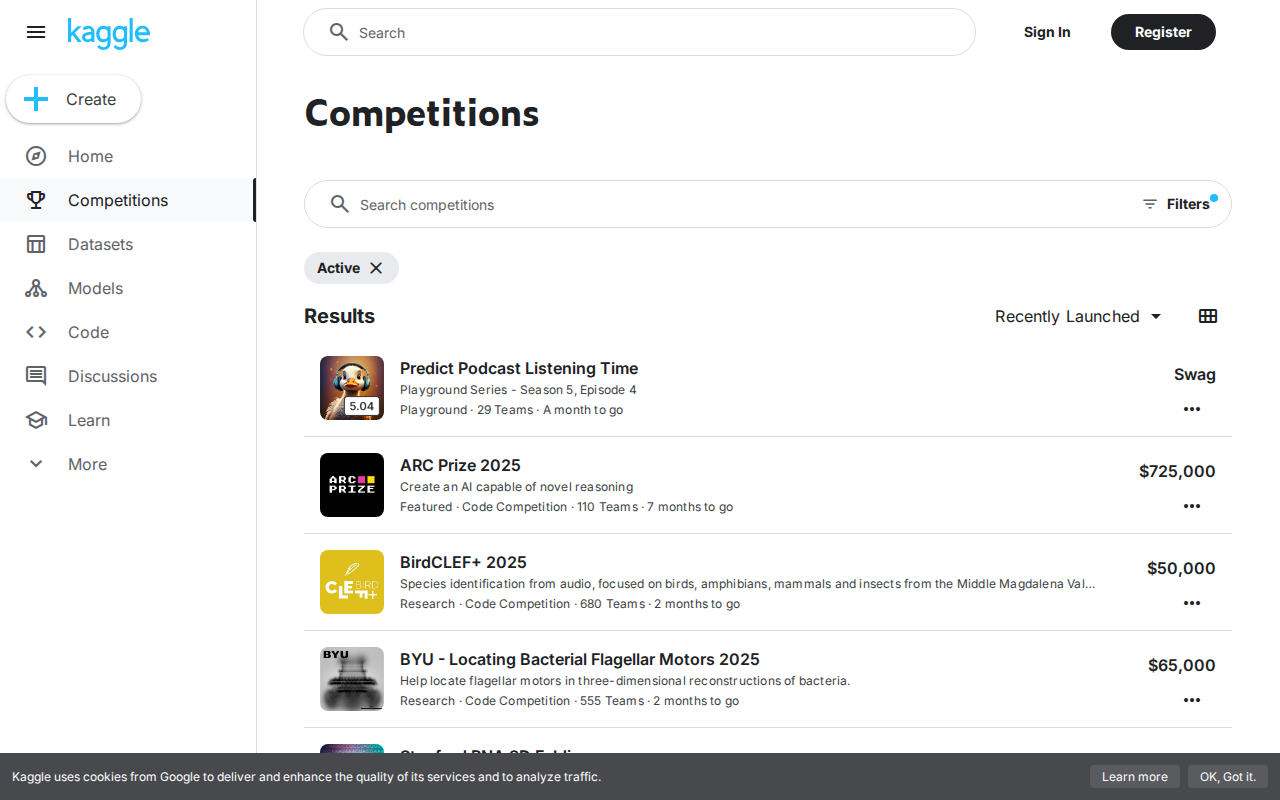 kaggle
Search
Sign In
Register
Create
Home
Competitions
Datasets
Models
Code
Discussions
Learn
More
Competitions
Search competitions
Filters
Active
Results
Recently Launched
5.04
Predict Podcast Listening Time
Playground Series - Season 5, Episode 4
Playground · 29 Teams · A month to go
Swag
ARC
PRIZE
ARC Prize 2025
Create an AI capable of novel reasoning
Featured · Code Competition · 110 Teams · 7 months to go
$725,000
BirdCLEF+ 2025
Species identification from audio, focused on birds, amphibians, mammals and insects from the Middle Magdalena Val...
Research · Code Competition · 680 Teams · 2 months to go
$50,000
BYU
BYU - Locating Bacterial Flagellar Motors 2025
Help locate flagellar motors in three-dimensional reconstructions of bacteria.
Research · Code Competition · 555 Teams · 2 months to go
$65,000
Kaggle uses cookies from Google to deliver and enhance the quality of its services and to analyze traffic.
Learn more
OK, Got it.